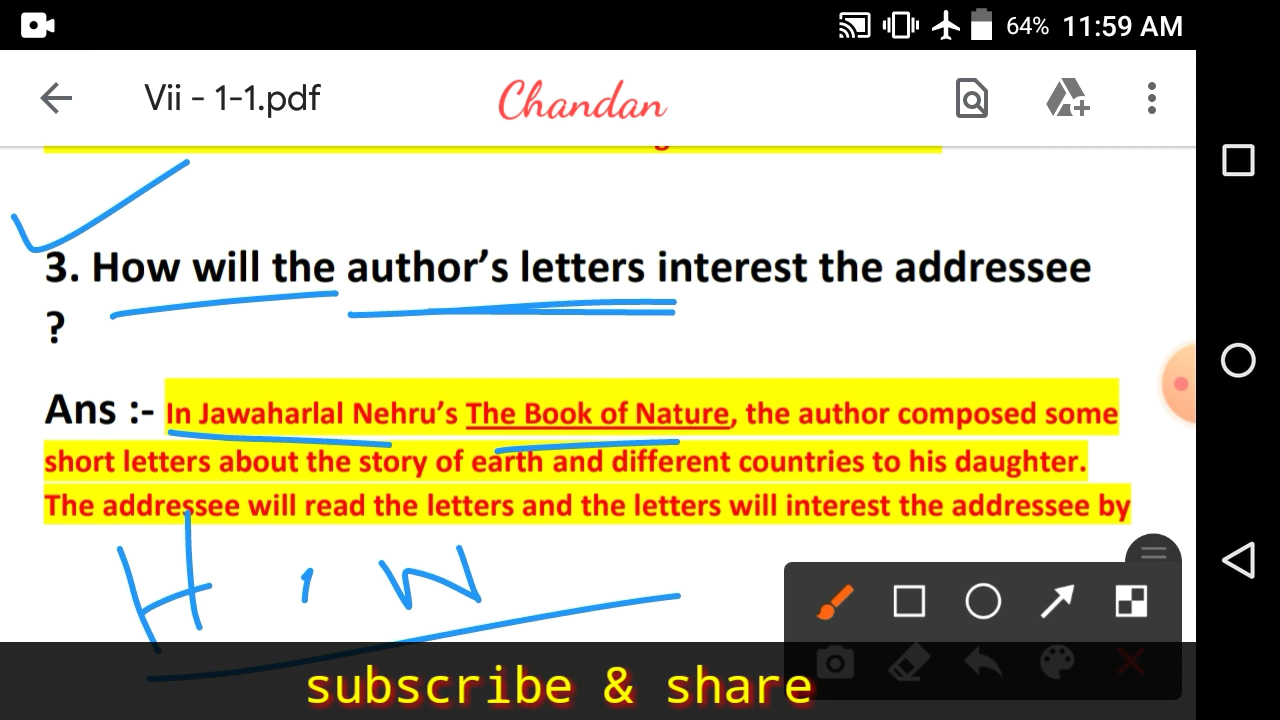 64% 11:59 AM
Vii - 1-1.pdf
Chandan
3. How will the author's letters interest the addressee
?
Ans :- In Jawaharlal Nehru's The Book of Nature, the author composed some
short letters about the story of earth and different countries to his daughter.
The addressee will read the letters and the letters will interest the addressee by
H . W
subscribe & share